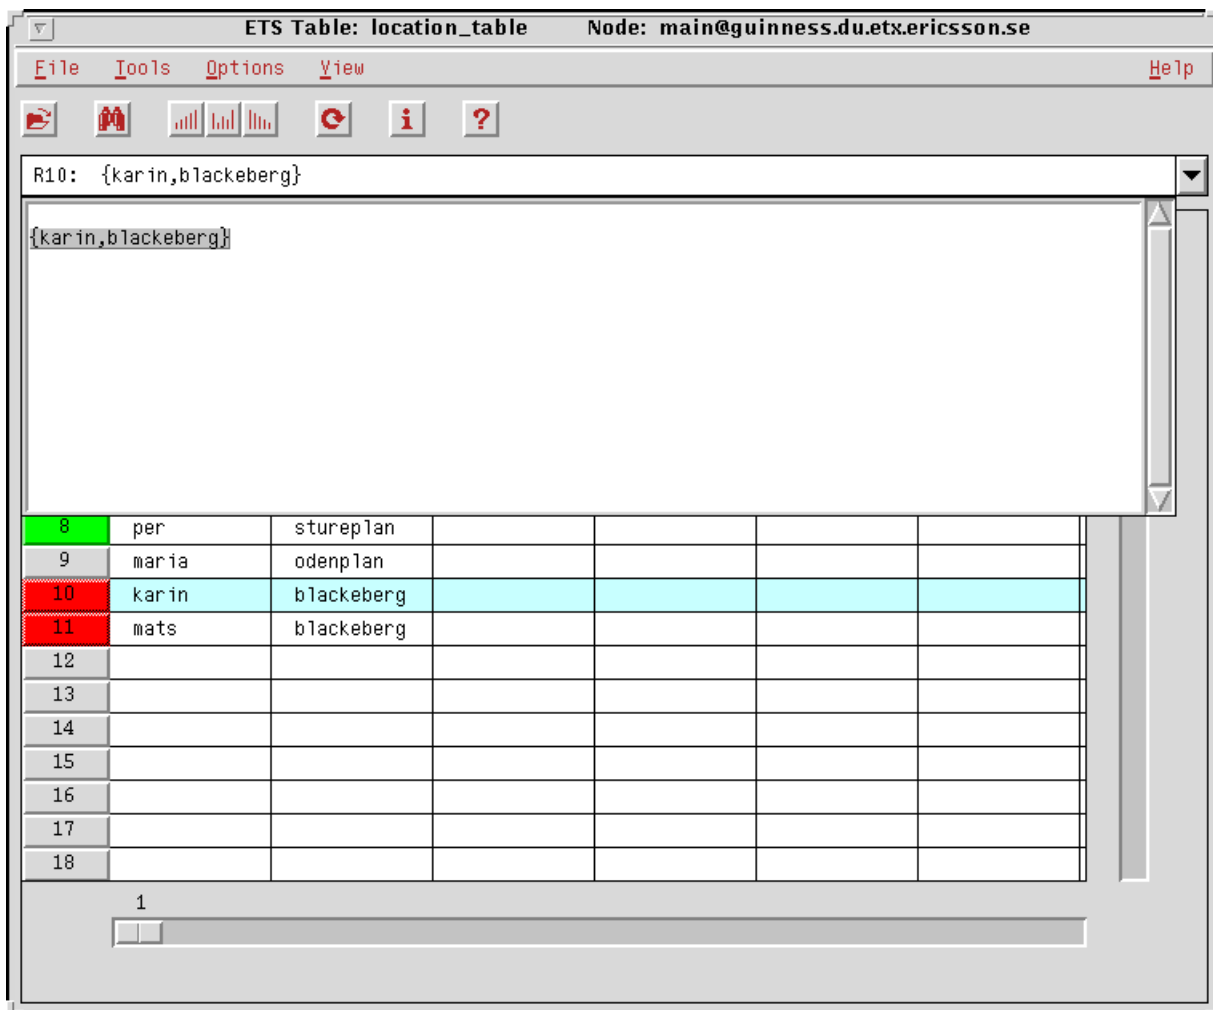 ETS Table: location_table Node: main@guinness.du.etx.ericsson.se
File Tools Options View Help
R10: {karin,blackeberg}
{karin,blackeberg}
8 per stureplan
9 maria odenplan
10 karin blackeberg
11 mats blackeberg
12
13
14
15
16
17
18
1